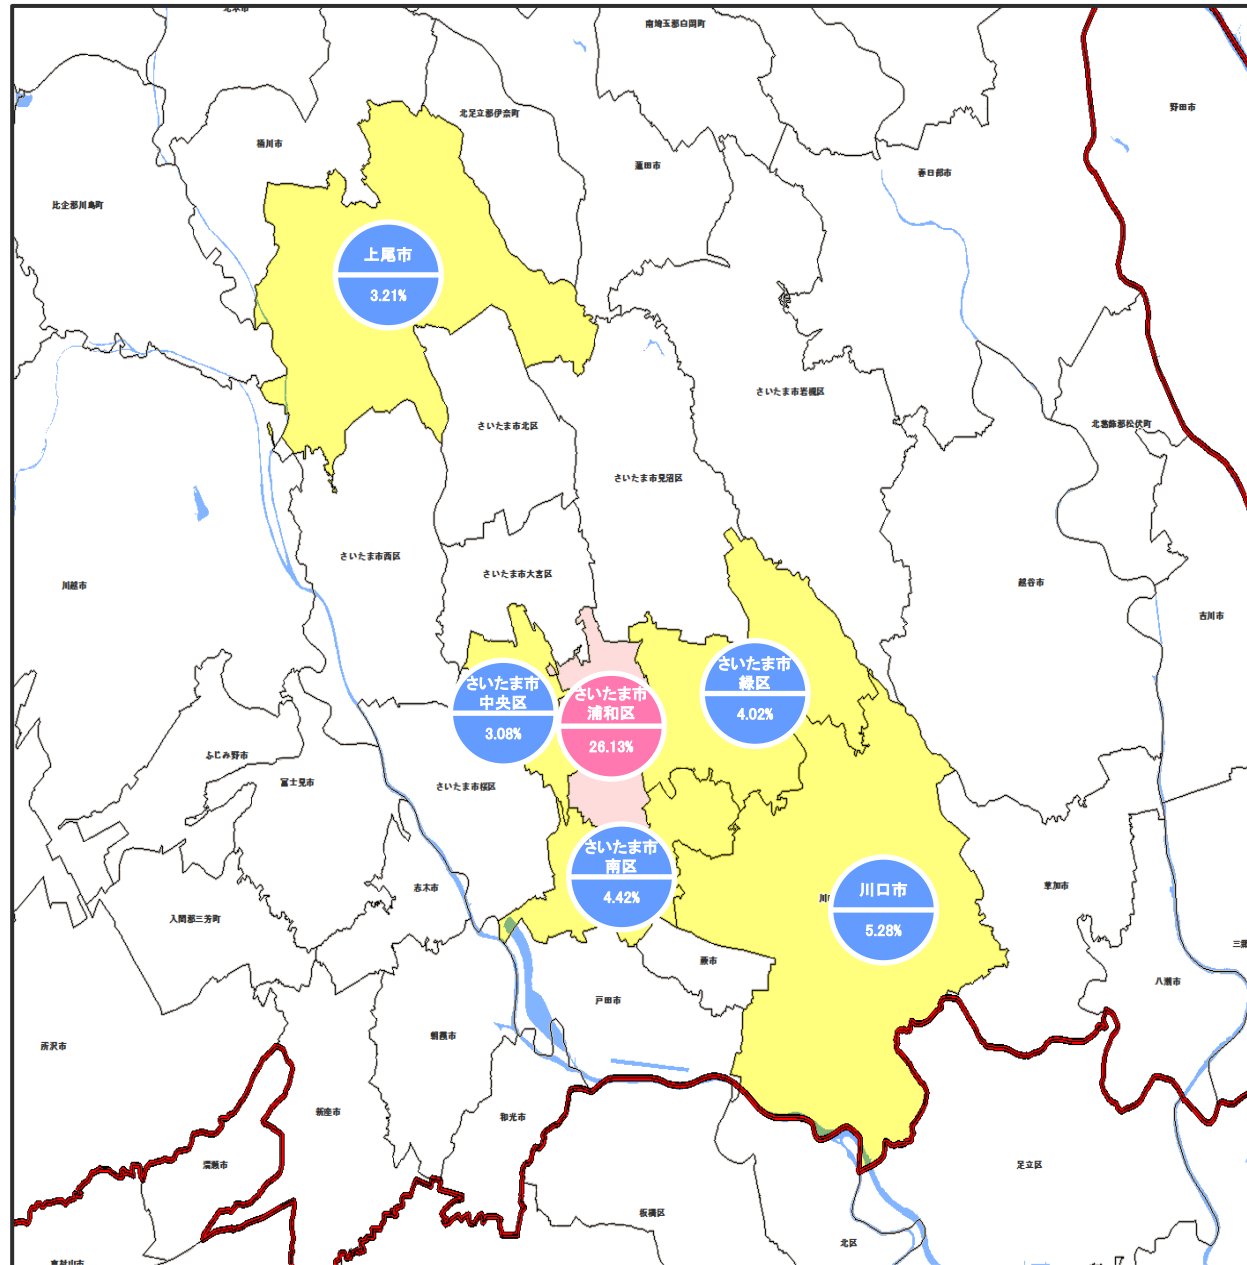 南埼玉郡白岡町
野田市
北足立郡伊奈町
桶川市
蓮田市
春日部市
比企郡川島町
上尾市
3.21%
さいたま市岩槻区
北葛飾郡松伏町
さいたま市北区
さいたま市見沼区
さいたま市西区
さいたま市大宮区
川越市
越谷市
吉川市
さいたま市
緑区
4.02%
さいたま市
中央区
3.08%
さいたま市
浦和区
26.13%
ふじみ野市
富士見市
さいたま市桜区
さいたま市
南区
4.42%
川口市
5.28%
志木市
草加市
入間郡三芳町
蕨市
八潮市
戸田市
朝霞市
所沢市
新座市
和光市
清瀬市
足立区
板橋区
北区